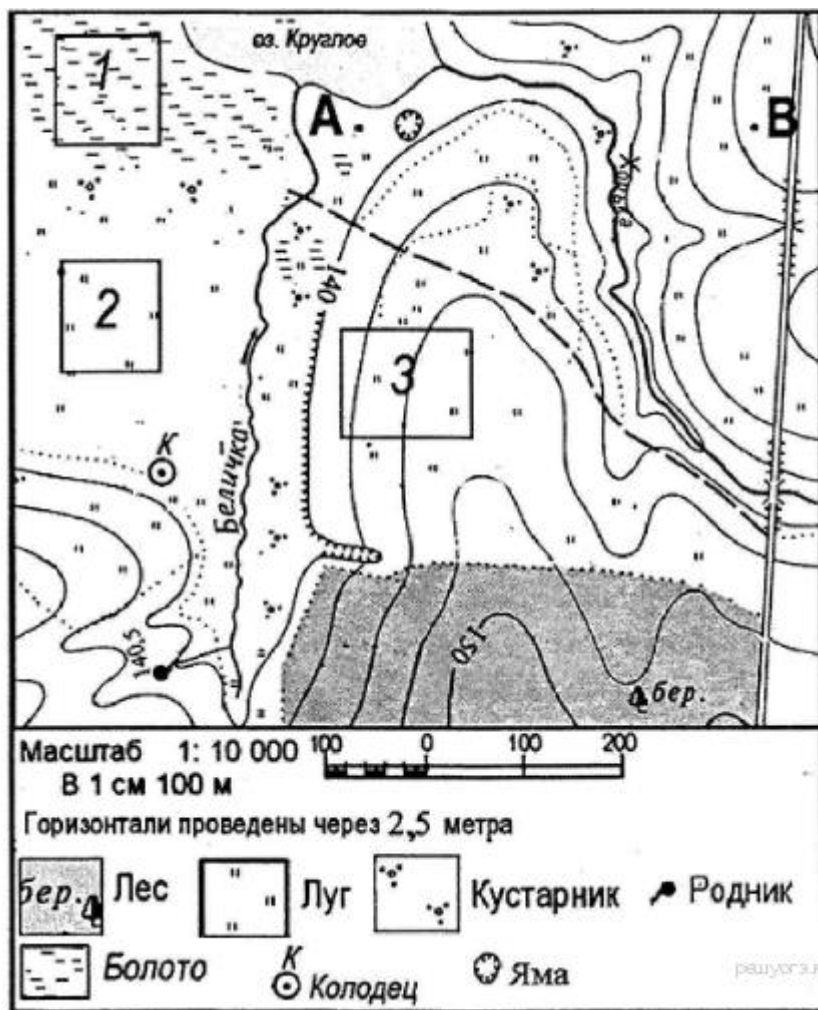 оз. Круглое
1
А
В
Хотьга
2
140
3
К
Беличка
140,5
150
бер.
Масштаб 1: 10 000
100 0 100 200
В 1 см 100 м
Горизонтали проведены через 2,5 метра
бер. Лес Луг Кустарник Родник
Болото К Колодец Яма